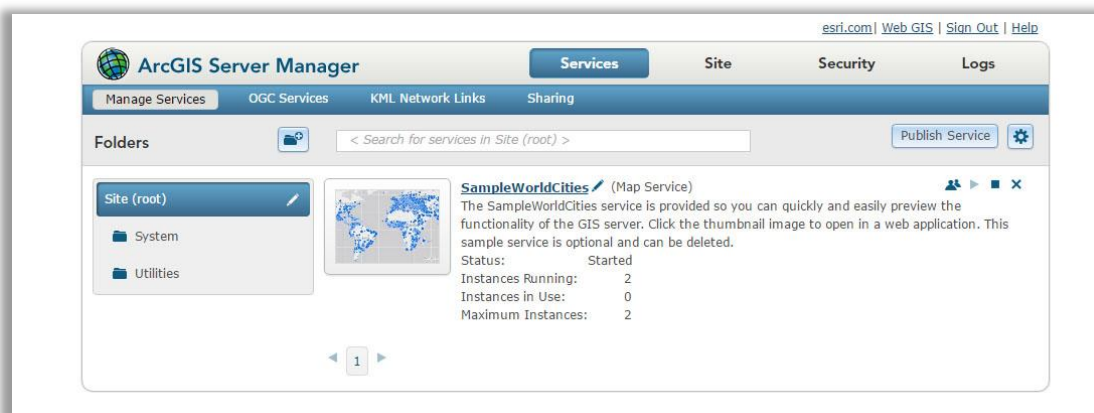 esri.com | Web GIS | Sign Out | Help
ArcGIS Server Manager
Services Site Security Logs
Manage Services OGC Services KML Network Links Sharing
Folders
< Search for services in Site (root) >
Publish Service
Site (root)
System
Utilities
SampleWorldCities (Map Service)
The SampleWorldCities service is provided so you can quickly and easily preview the
functionality of the GIS server. Click the thumbnail image to open in a web application. This
sample service is optional and can be deleted.
Status: Started
Instances Running: 2
Instances in Use: 0
Maximum Instances: 2
1